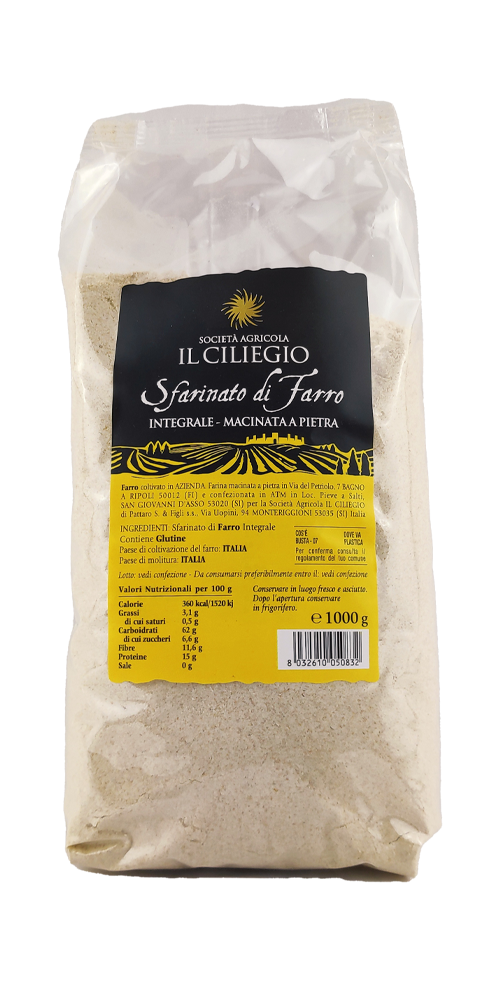 SOCIETÀ AGRICOLA
IL CILIEGIO
Sfarinato di Farro
INTEGRALE - MACINATA A PIETRA
Farro coltivato in AZIENDA. Farina macinata a pietra in Via del Petriolo, 7 BAGNO
A RIPOLI 50012 (FI) e confezionata in ATM in Loc. Pieve a Salti,
SAN GIOVANNI D'ASSO 53020 (SI) per la Società Agricola IL CILIEGIO
di Pattaro S. & Figli s.s. Via Uopini, 94 MONTERIGGIONI 53035 (SI) Italia
INGREDIENTI: Sfarinato di Farro Integrale
Contiene Glutine
Paese di coltivazione del farro: ITALIA
Paese di molitura: ITALIA
COS'È DOVE VA
BUSTA - 07 PLASTICA
Per conferma consulta il
regolamento del tuo comune
Lotto: vedi confezione - Da consumarsi preferibilmente entro il: vedi confezione
Valori Nutrizionali per 100 g
Calorie 360 kcal/1520 kj
Grassi 3,1 g
di cui saturi 0,5 g
Carboidrati 62 g
di cui zuccheri 6,6 g
Fibre 11,6 g
Proteine 15 g
Sale 0 g
Conservare in luogo fresco e asciutto.
Dopo l'apertura conservare
in frigorifero.
℮ 1000 g
8 032610 050832